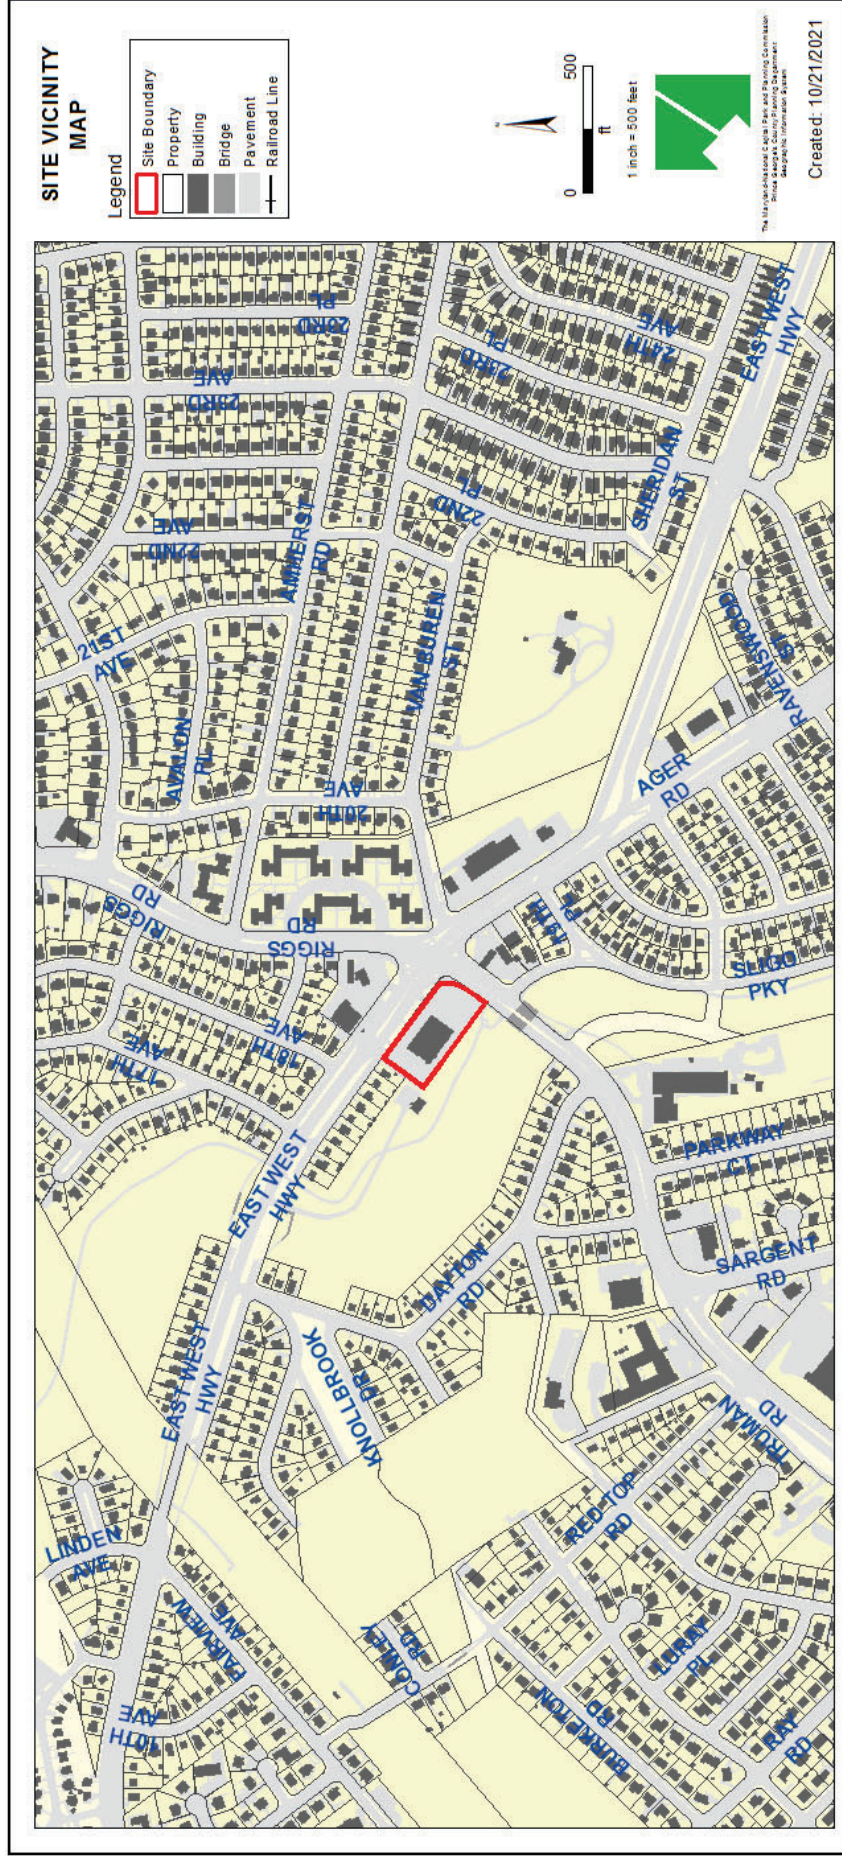 SITE VICINITY
MAP
Legend
Site Boundary
Property
Building
Bridge
Pavement
Railroad Line
N
0
500
ft
1 inch = 500 feet
The Maryland-National Capital Park and Planning Commission
Prince George's County Planning Department
Geographic Information System
Created: 10/21/2021
10TH
AVE
LINDEN
AVE
FAIRVIEW
AVE
EAST WEST
HWY
EAST WEST
HWY
17TH
AVE
18TH
AVE
RIGGS
RD
RIGGS
RD
21ST
AVE
AVALON
PL
20TH
AVE
22ND
AVE
AMHERST
RD
23RD
AVE
23RD
PL
VAN BUREN
ST
22ND
PL
23RD
PL
24TH
AVE
SHERIDAN
ST
EAST WEST
HWY
RAVENSWOOD
ST
AGER
RD
19TH
PL
SLIGO
PKY
PARKWAY
CT
SARGENT
RD
DAYTON
RD
KNOLLBROOK
DR
CONLEY
RD
RED TOP
RD
TRUMAN
RD
LURAY
PL
BURKETON
RD
RAY
RD